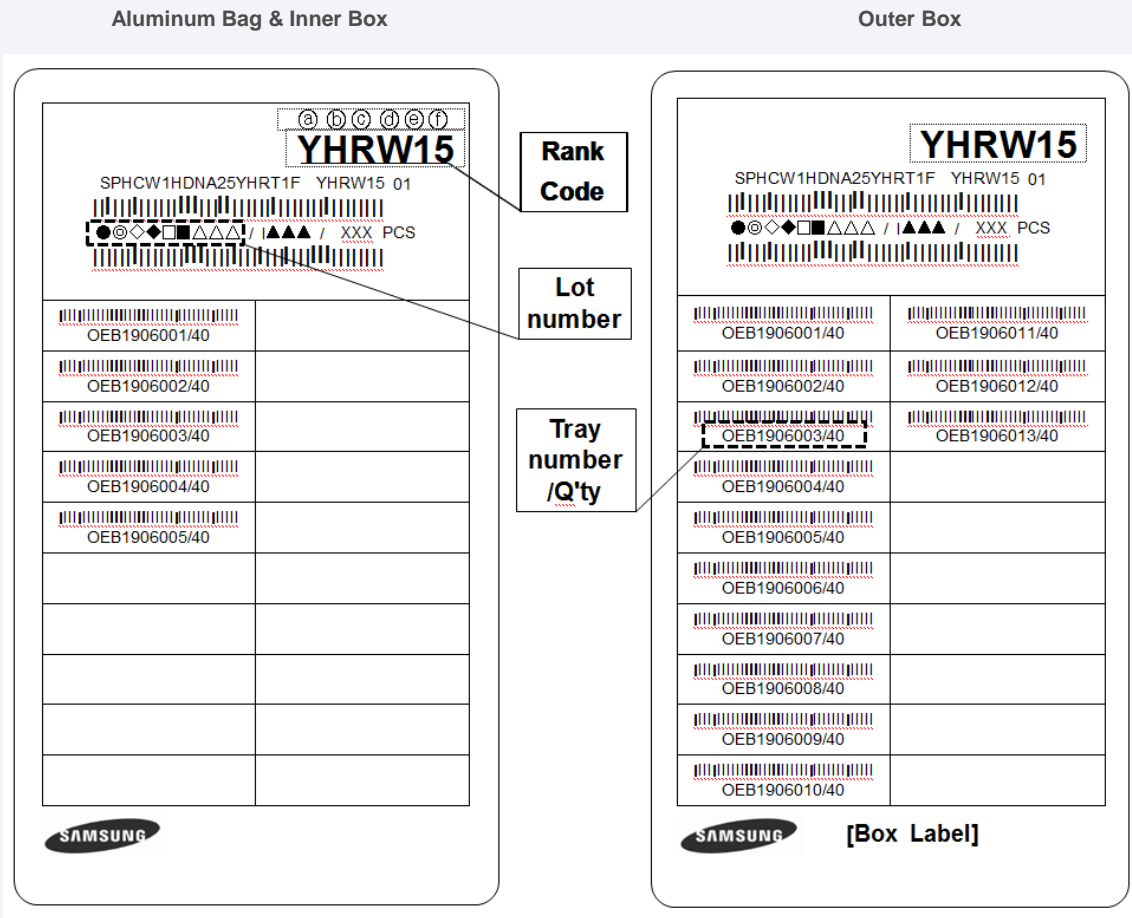 Aluminum Bag & Inner Box
Outer Box
ⓐ ⓑ ⓒ ⓓ ⓔ ⓕ
YHRW15
SPHCW1HDNA25YHRT1F YHRW15 01
●◎◇◆□■△△△ / I▲▲▲ / XXX PCS
OEB1906001/40
OEB1906002/40
OEB1906003/40
OEB1906004/40
OEB1906005/40
SAMSUNG
Rank
Code
Lot
number
Tray
number
/Q'ty
YHRW15
SPHCW1HDNA25YHRT1F YHRW15 01
●◎◇◆□■△△△ / I▲▲▲ / XXX PCS
OEB1906001/40 OEB1906011/40
OEB1906002/40 OEB1906012/40
OEB1906003/40 OEB1906013/40
OEB1906004/40
OEB1906005/40
OEB1906006/40
OEB1906007/40
OEB1906008/40
OEB1906009/40
OEB1906010/40
SAMSUNG [Box Label]